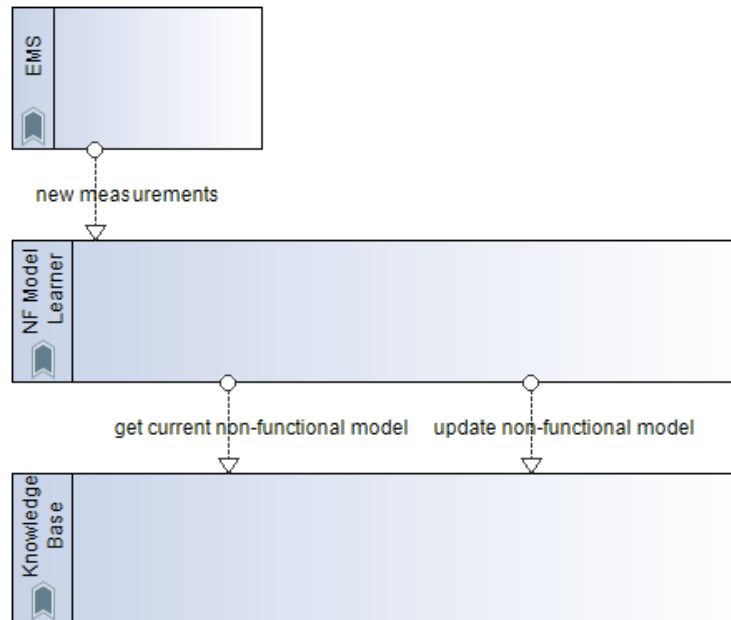 EMS
new measurements
NF Model
Learner
get current non-functional model
update non-functional model
Knowledge
Base